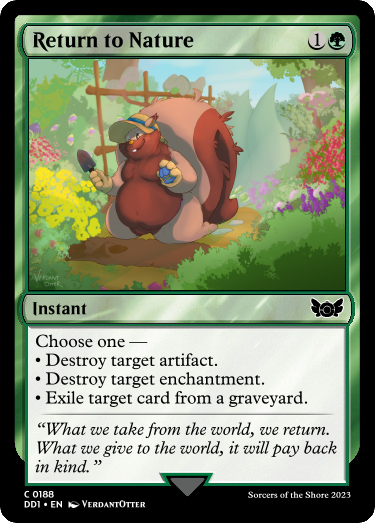 Return to Nature 1
VERDANT
OTTER
Instant
Choose one —
• Destroy target artifact.
• Destroy target enchantment.
• Exile target card from a graveyard.
“What we take from the world, we return.
What we give to the world, it will pay back
in kind.”
C 0188
DD1 • EN VERDANTOTTER
Sorcers of the Shore 2023